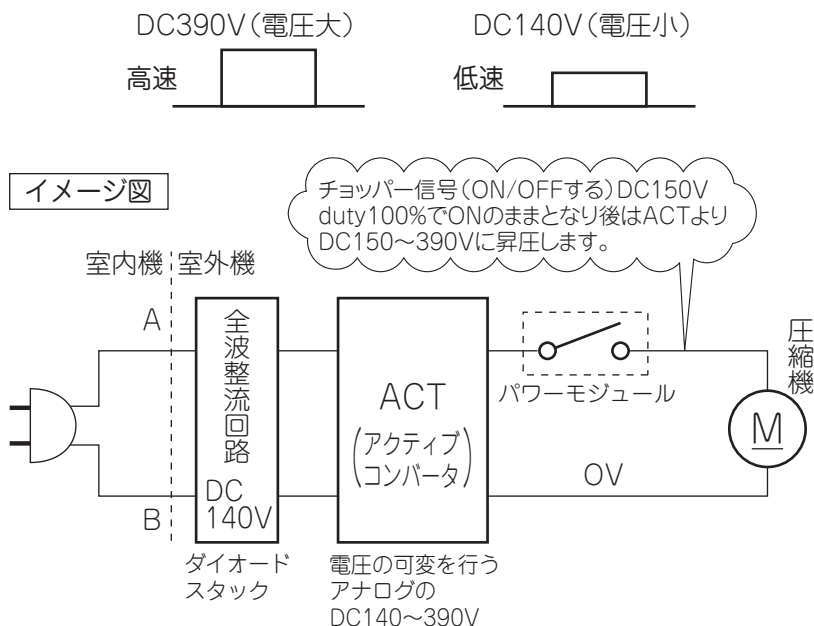 DC390V（電圧大）
DC140V（電圧小）
高速
低速
イメージ図
チョッパー信号（ON/OFFする）DC150V
duty100%でONのままとなり後はACTより
DC150～390Vに昇圧します。
室内機
室外機
A
B
全波整流回路
DC
140V
ダイオード
スタック
ACT
（アクティブ
コンバータ）
電圧の可変を行う
アナログの
DC140～390V
パワーモジュール
0V
圧縮機
M